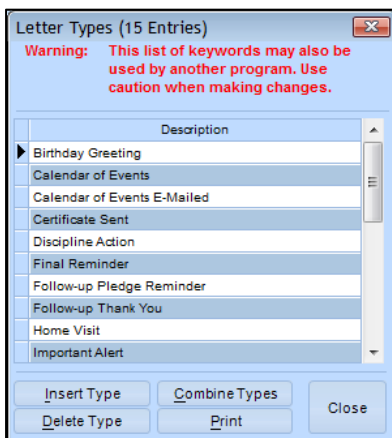 Letter Types (15 Entries)
Warning: This list of keywords may also be
used by another program. Use
caution when making changes.
Description
Birthday Greeting
Calendar of Events
Calendar of Events E-Mailed
Certificate Sent
Discipline Action
Final Reminder
Follow-up Pledge Reminder
Follow-up Thank You
Home Visit
Important Alert
Insert Type
Combine Types
Close
Delete Type
Print